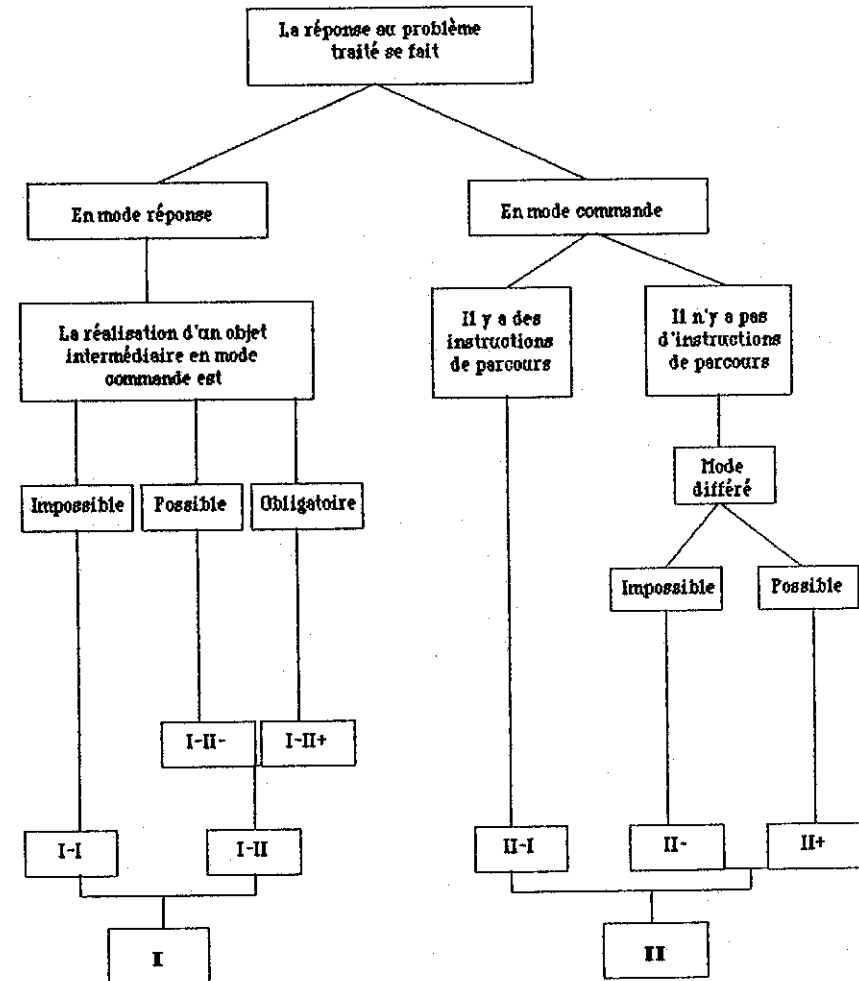 La réponse au problème
traité se fait
En mode réponse
En mode commande
La réalisation d'un objet
intermédiaire en mode
commande est
Il y a des
instructions
de parcours
Il n'y a pas
d'instructions
de parcours
Mode
différé
Impossible
Possible
Obligatoire
Impossible
Possible
I-II-
I-II+
I-I
I-II
II-I
II-
II+
I
II